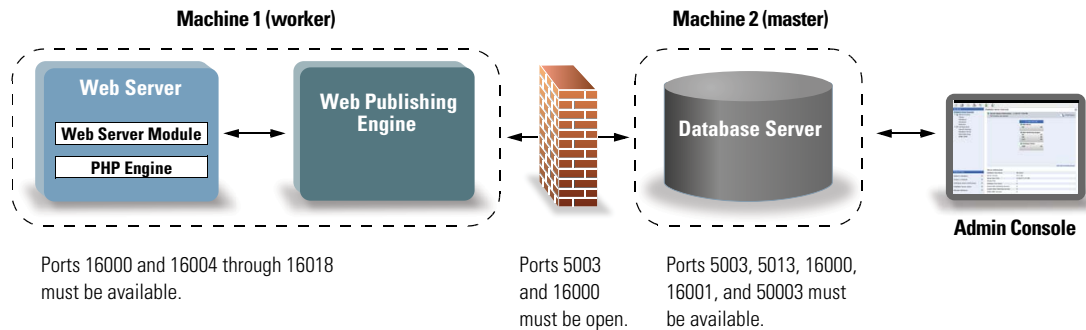 Machine 1 (worker)
Machine 2 (master)
Web Server
Web Server Module
PHP Engine
Web Publishing
Engine
Database Server
Admin Console
Ports 16000 and 16004 through 16018
must be available.
Ports 5003
and 16000
must be open.
Ports 5003, 5013, 16000,
16001, and 50003 must
be available.